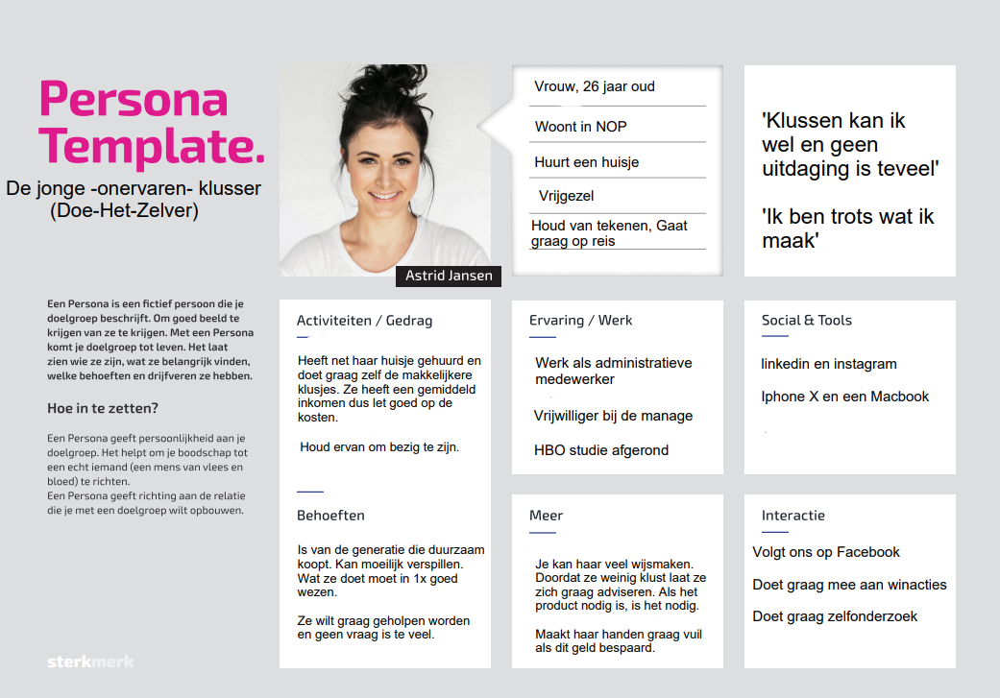 Persona
Template.
De jonge -onervaren- klusser
(Doe-Het-Zelver)
Astrid Jansen
Vrouw, 26 jaar oud
Woont in NOP
Huurt een huisje
Vrijgezel
Houd van tekenen, Gaat
graag op reis
'Klussen kan ik
wel en geen
uitdaging is teveel'
'Ik ben trots wat ik
maak'
Een Persona is een fictief persoon die je
doelgroep beschrijft. Om goed beeld te
krijgen van ze te krijgen. Met een Persona
komt je doelgroep tot leven. Het laat
zien wie ze zijn, wat ze belangrijk vinden,
welke behoeften en drijfveren ze hebben.
Hoe in te zetten?
Een Persona geeft persoonlijkheid aan je
doelgroep. Het helpt om je boodschap tot
een echt iemand (een mens van vlees en
bloed) te richten.
Een Persona geeft richting aan de relatie
die je met een doelgroep wilt opbouwen.
Activiteiten / Gedrag
Heeft net haar huisje gehuurd en
doet graag zelf de makkelijkere
klusjes. Ze heeft een gemiddeld
inkomen dus let goed op de
kosten.
Houd ervan om bezig te zijn.
Ervaring / Werk
Werk als administratieve
medewerker
Vrijwilliger bij de manage
HBO studie afgerond
Social & Tools
linkedin en instagram
Iphone X en een Macbook
Behoeften
Is van de generatie die duurzaam
koopt. Kan moeilijk verspillen.
Wat ze doet moet in 1x goed
wezen.
Ze wilt graag geholpen worden
en geen vraag is te veel.
Meer
Je kan haar veel wijsmaken.
Doordat ze weinig klust laat ze
zich graag adviseren. Als het
product nodig is, is het nodig.
Maakt haar handen graag vuil
als dit geld bespaard.
Interactie
Volgt ons op Facebook
Doet graag mee aan winacties
Doet graag zelfonderzoek
sterkmerk